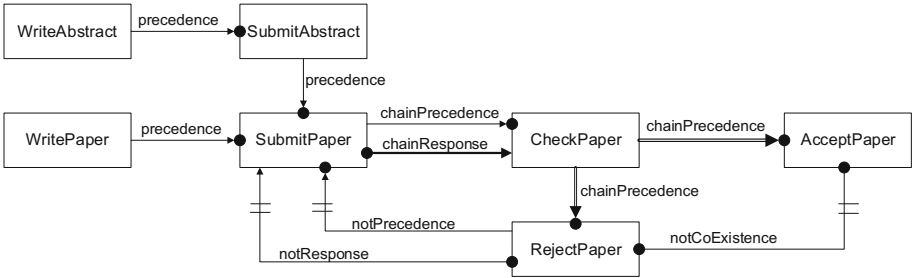 WriteAbstract
precedence
SubmitAbstract
precedence
WritePaper
precedence
SubmitPaper
chainPrecedence
chainResponse
CheckPaper
chainPrecedence
AcceptPaper
chainPrecedence
notPrecedence
notResponse
RejectPaper
notCoExistence